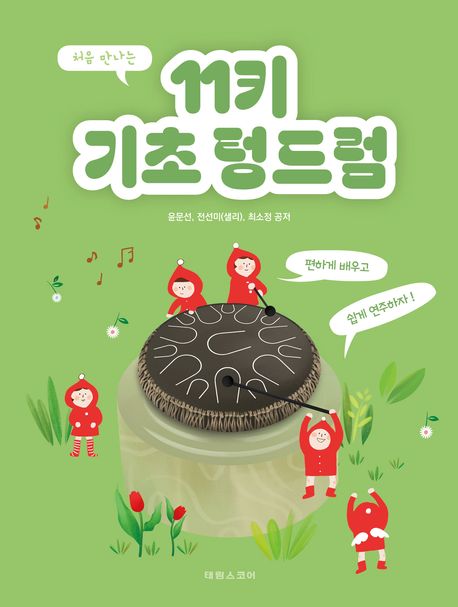 처음 만나는
11키
기초 텅드럼
윤문선, 전선미(샐리), 최소정 공저
편하게 배우고
쉽게 연주하자!
태림스코어